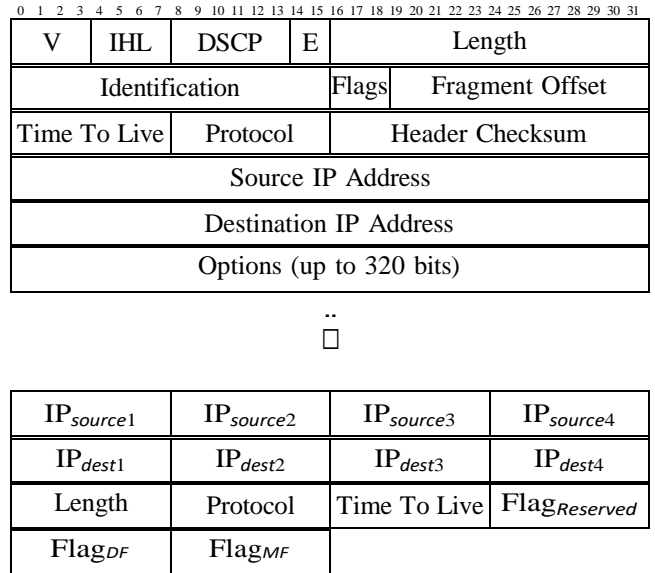 0 1 2 3 4 5 6 7 8 9 10 11 12 13 14 15 16 17 18 19 20 21 22 23 24 25 26 27 28 29 30 31
V IHL DSCP E Length
Identification Flags Fragment Offset
Time To Live Protocol Header Checksum
Source IP Address
Destination IP Address
Options (up to 320 bits)
..
□
IPsource1 IPsource2 IPsource3 IPsource4
IPdest1 IPdest2 IPdest3 IPdest4
Length Protocol Time To Live FlagReserved
FlagDF FlagMF